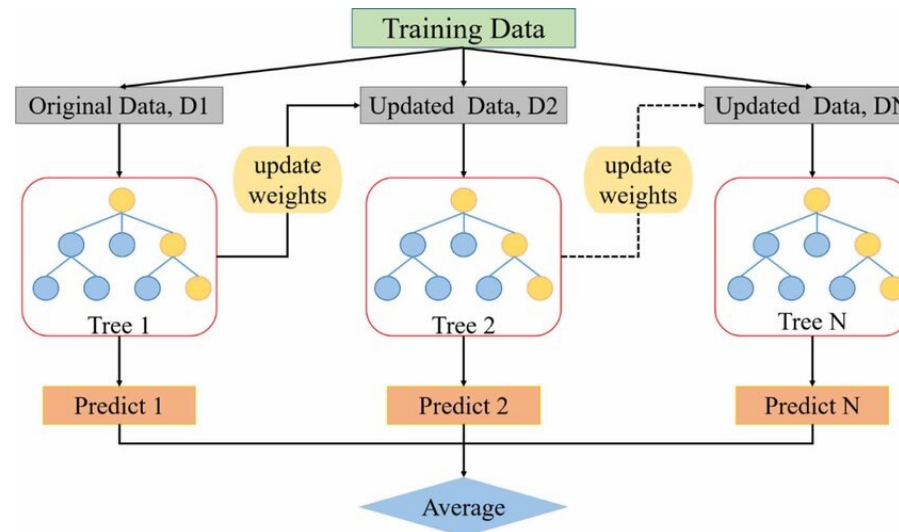 Training Data
Original Data, D1
Updated Data, D2
Updated Data, DN
update
weights
update
weights
Tree 1
Tree 2
Tree N
Predict 1
Predict 2
Predict N
Average